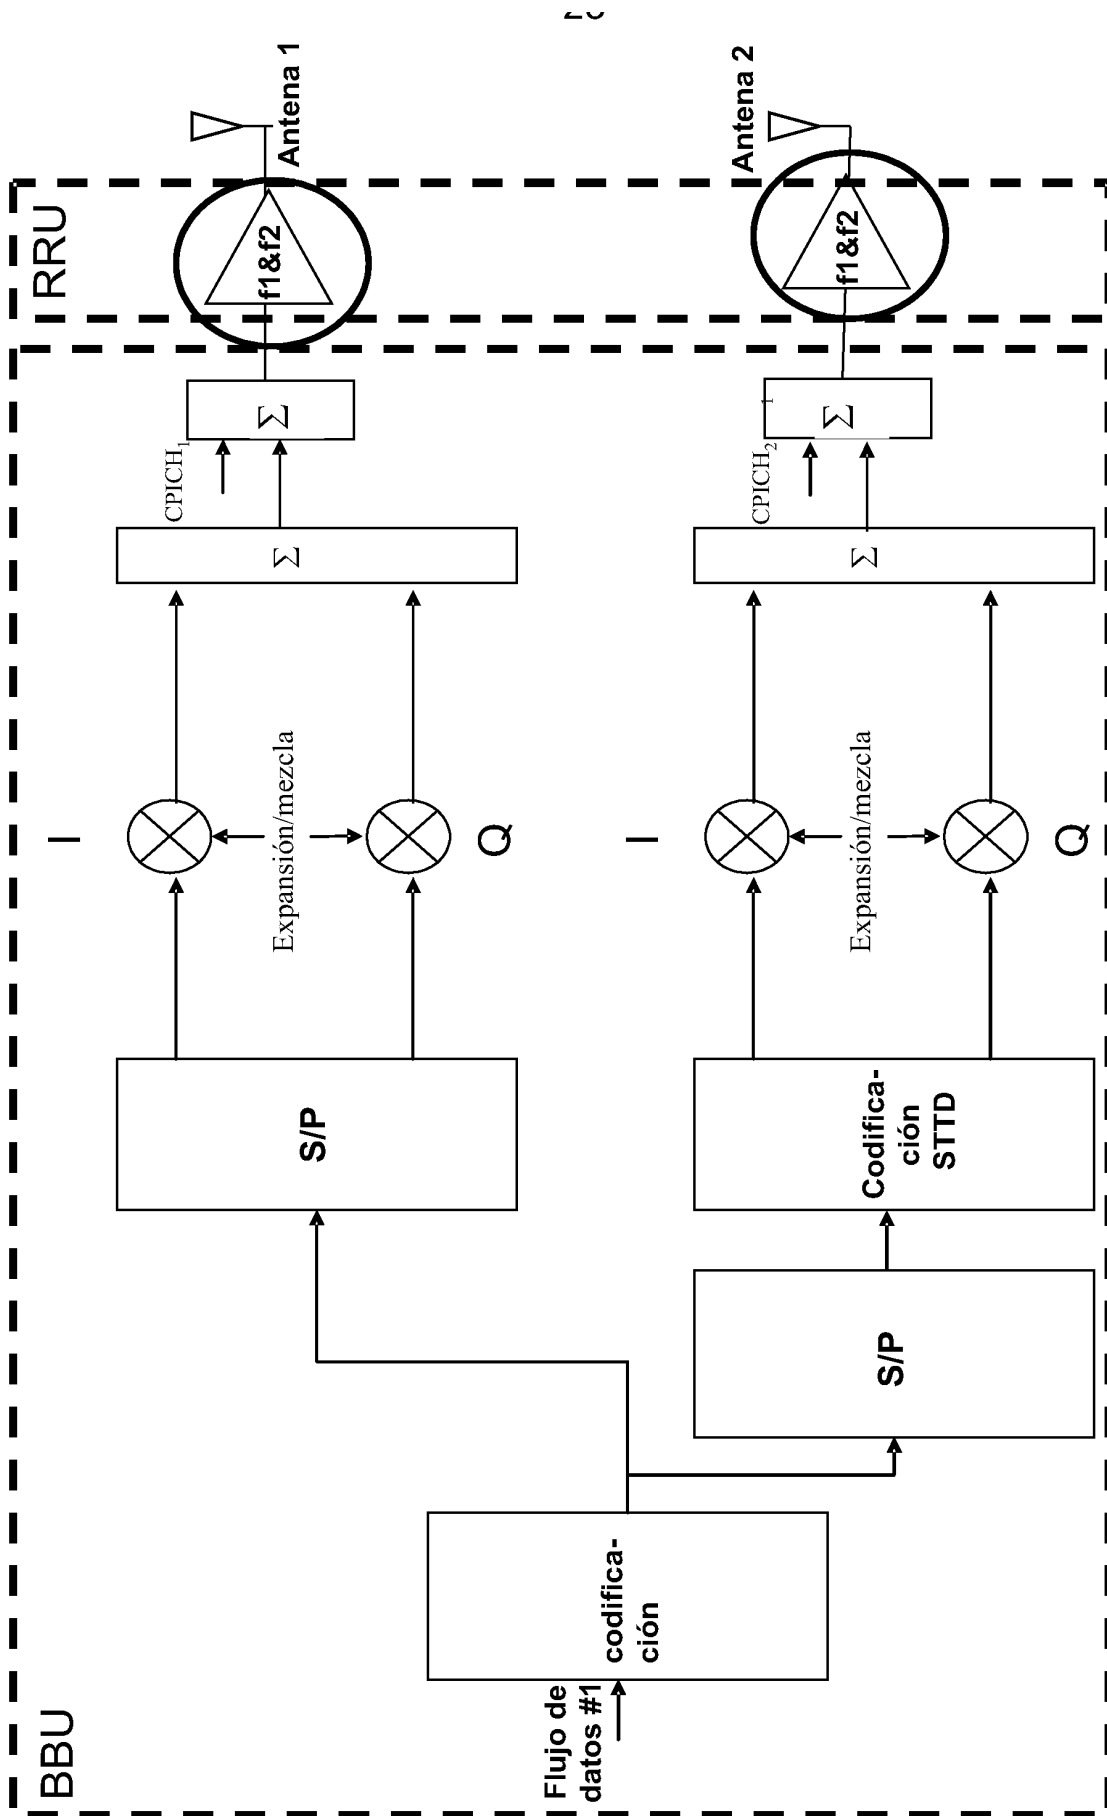 BBU
RRU
Flujo de
datos #1
codifica-
ción
S/P
I
Expansión/mezcla
Q
Σ
CPICH1
Σ
f1&f2
Antena 1
S/P
Codifica-
ción
STTD
I
Expansión/mezcla
Q
Σ
CPICH2
1
Σ
f1&f2
Antena 2